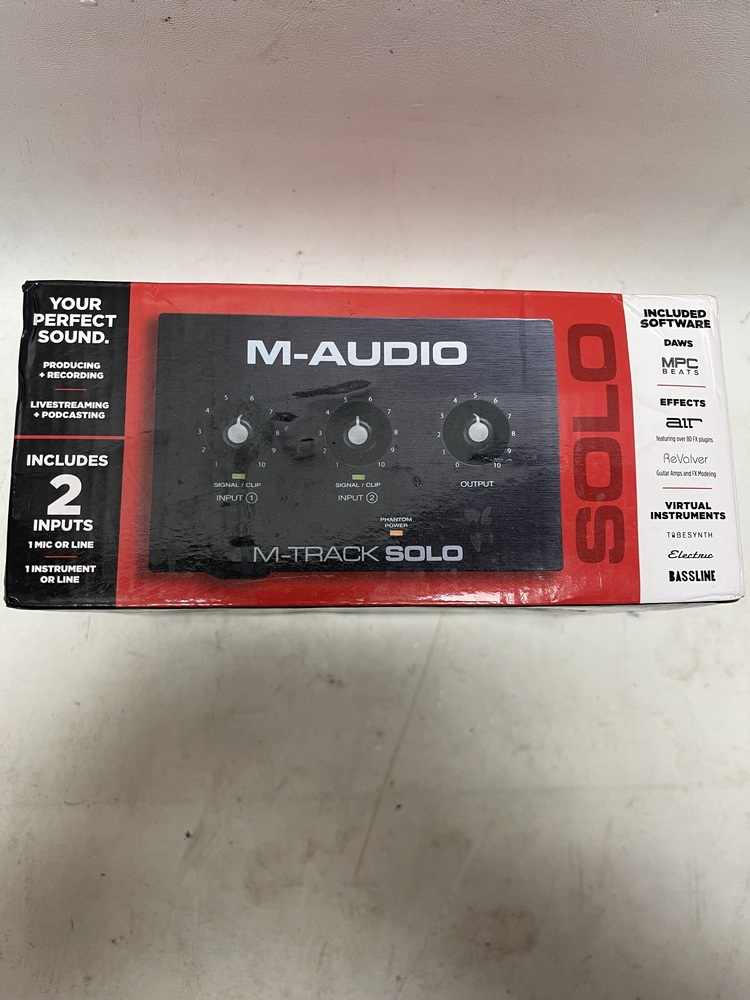 YOUR
PERFECT
SOUND.
PRODUCING
+ RECORDING
LIVESTREAMING
+ PODCASTING
INCLUDES
2
INPUTS
1 MIC OR LINE
1 INSTRUMENT
OR LINE
M-AUDIO
1 2 3 4 5 6 7 9 10
SIGNAL / CLIP
INPUT 1
1 2 3 4 5 6 7 8 9 10
SIGNAL / CLIP
INPUT 2
0 1 2 3 4 5 6 7 8 9 10
OUTPUT
PHANTOM
POWER
M-TRACK SOLO
SOLO
INCLUDED
SOFTWARE
DAWS
MPC
BEATS
EFFECTS
air
featuring over 80 FX plugins
ReValver
Guitar Amps and FX Modeling
VIRTUAL
INSTRUMENTS
TUBESYNTH
Electric
BASSLINE